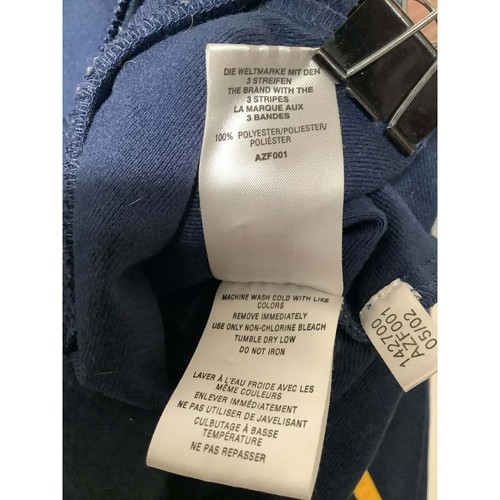 DIE WELTMARKE MIT DEN
3 STREIFEN
THE BRAND WITH THE
3 STRIPES
LA MARQUE AUX
3 BANDES
100% POLYESTER/POLIESTER/
POLIÉSTER
AZF001
MACHINE WASH COLD WITH LIKE
COLORS
REMOVE IMMEDIATELY
USE ONLY NON-CHLORINE BLEACH
TUMBLE DRY LOW
DO NOT IRON
LAVER À L'EAU FROIDE AVEC LES
MÊME COULEURS
ENLEVER IMMÉDIATEMENT
NE PAS UTILISER DE JAVELISANT
CULBUTAGE À BASSE
TEMPÉRATURE
NE PAS REPASSER
142700
AZF001
05/02